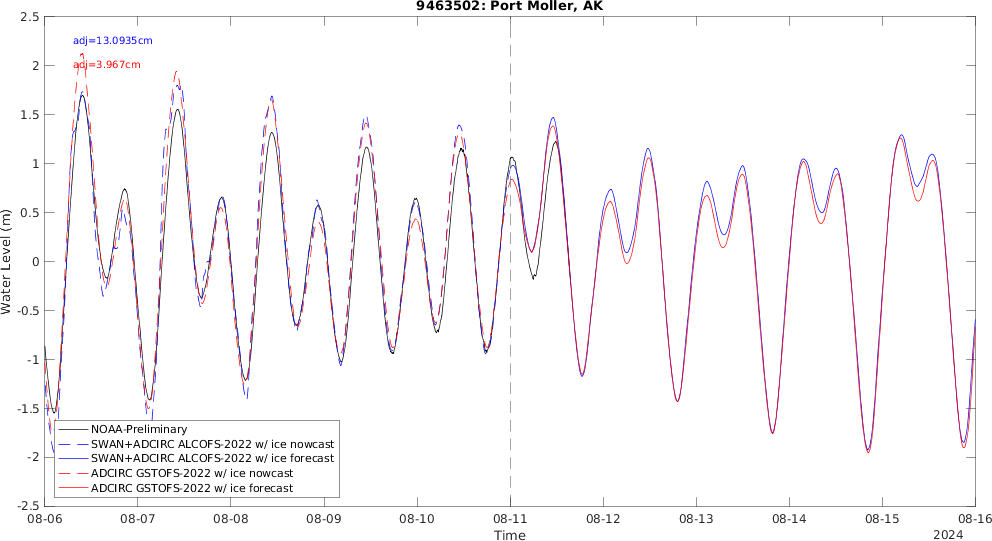 9463502: Port Moller, AK
adj=13.0935cm
adj=3.967cm
Water Level (m)
2.5
2
1.5
1
0.5
0
-0.5
-1
-1.5
-2
-2.5
NOAA-Preliminary
SWAN+ADCIRC ALCOFS-2022 w/ ice nowcast
SWAN+ADCIRC ALCOFS-2022 w/ ice forecast
ADCIRC GSTOFS-2022 w/ ice nowcast
ADCIRC GSTOFS-2022 w/ ice forecast
08-06 08-07 08-08 08-09 08-10 08-11 08-12 08-13 08-14 08-15 08-16
Time
2024